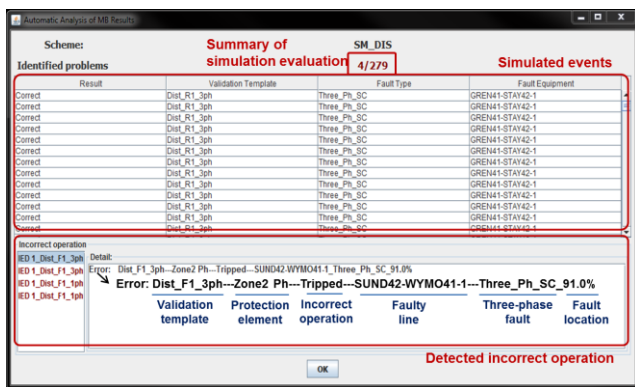 Automatic Analysis of MB Results
Scheme: Summary of SM_DIS
simulation evaluation
Identified problems 4/279 Simulated events
Result Validation Template Fault Type Fault Equipment
Correct Dist_R1_3ph Three_Ph_SC GREN41-STAY42-1
Correct Dist_R1_3ph Three_Ph_SC GREN41-STAY42-1
Correct Dist_R1_3ph Three_Ph_SC GREN41-STAY42-1
Correct Dist_R1_3ph Three_Ph_SC GREN41-STAY42-1
Correct Dist_R1_3ph Three_Ph_SC GREN41-STAY42-1
Correct Dist_R1_3ph Three_Ph_SC GREN41-STAY42-1
Correct Dist_R1_3ph Three_Ph_SC GREN41-STAY42-1
Correct Dist_R1_3ph Three_Ph_SC GREN41-STAY42-1
Correct Dist_R1_3ph Three_Ph_SC GREN41-STAY42-1
Correct Dist_R1_3ph Three_Ph_SC GREN41-STAY42-1
Correct Dist_R1_3ph Three_Ph_SC GREN41-STAY42-1
Correct Dist_R1_3ph Three_Ph_SC GREN41-STAY42-1
Incorrect operation
IED 1_Dist_F1_3ph Detail:
IED 1_Dist_F1_3ph Error: Dist_F1_3ph---Zone2 Ph---Tripped---SUND42-WYMO41-1_Three_Ph_SC_91.0%
IED 1_Dist_F1_1ph Error: Dist_F1_3ph---Zone2 Ph---Tripped---SUND42-WYMO41-1---Three_Ph_SC_91.0%
IED 1_Dist_F1_1ph
Validation Protection Incorrect Faulty Three-phase Fault
template element operation line fault location
Detected incorrect operation
OK